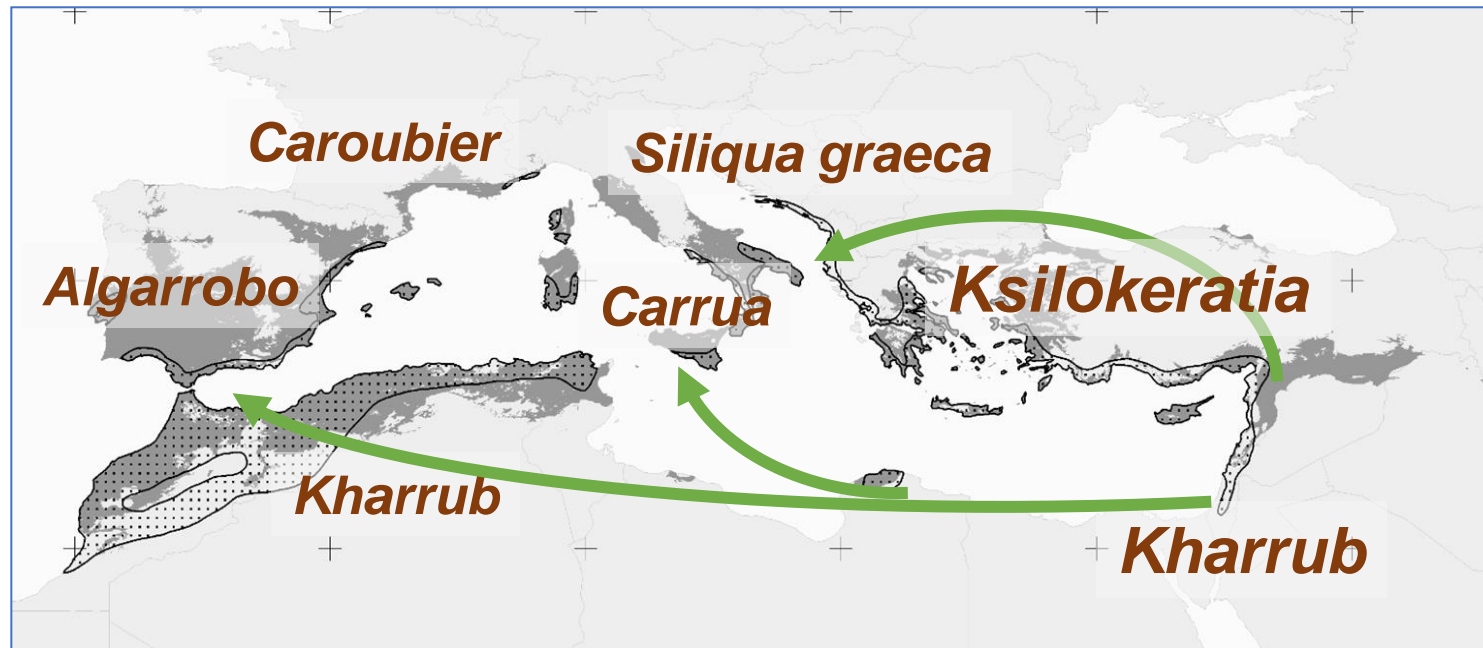 Caroubier
Siliqua graeca
Algarrobo
Carrua
Ksilokeratia
Kharrub
Kharrub